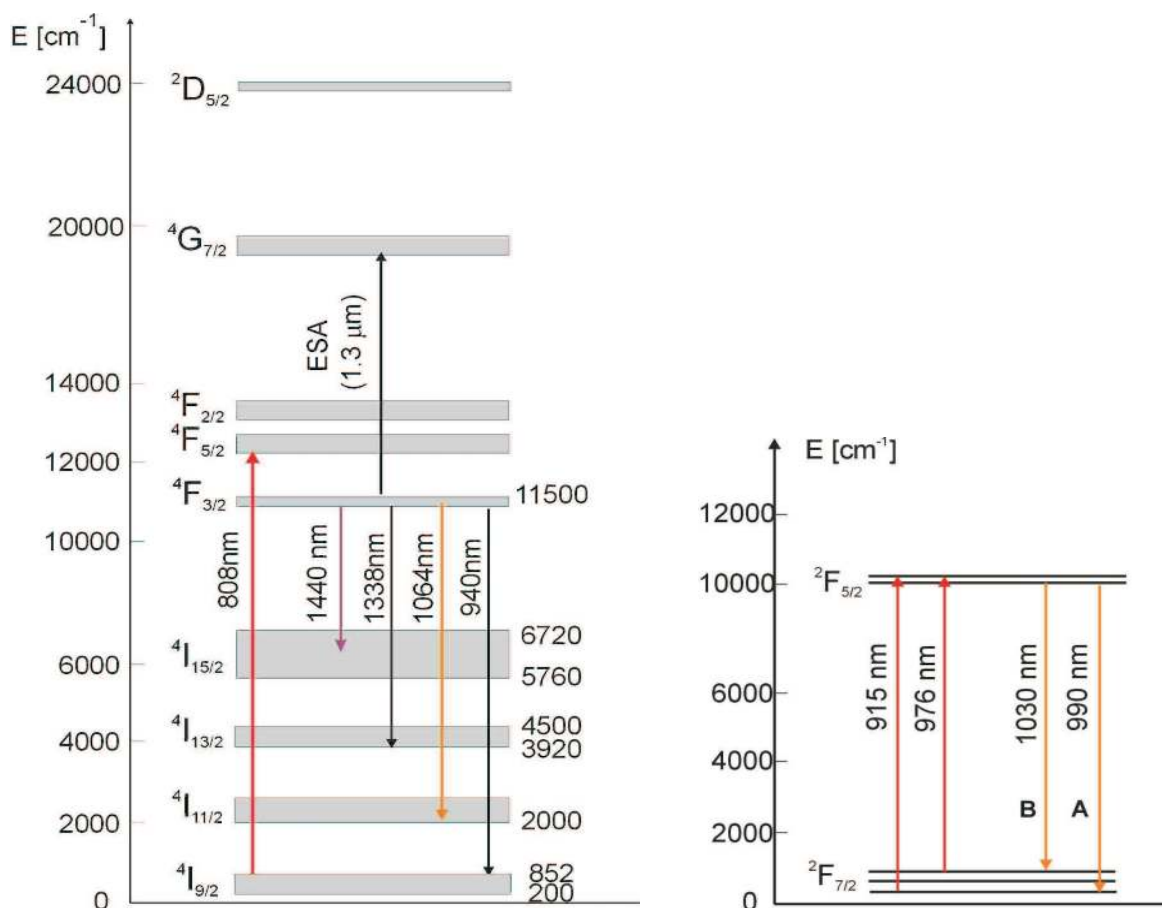 E [cm⁻¹]
24000
²D₅/₂
20000
⁴G₇/₂
ESA
(1.3 μm)
14000
⁴F₂/₂
⁴F₅/₂
12000
⁴F₃/₂
11500
10000
808nm
1440 nm
1338nm
1064nm
940nm
6720
⁴I₁₅/₂
6000
5760
4500
⁴I₁₃/₂
4000
3920
⁴I₁₁/₂
2000
2000
852
⁴I₉/₂
200
0
E [cm⁻¹]
12000
²F₅/₂
10000
915 nm
976 nm
1030 nm
990 nm
6000
4000
B
A
2000
²F₇/₂
0